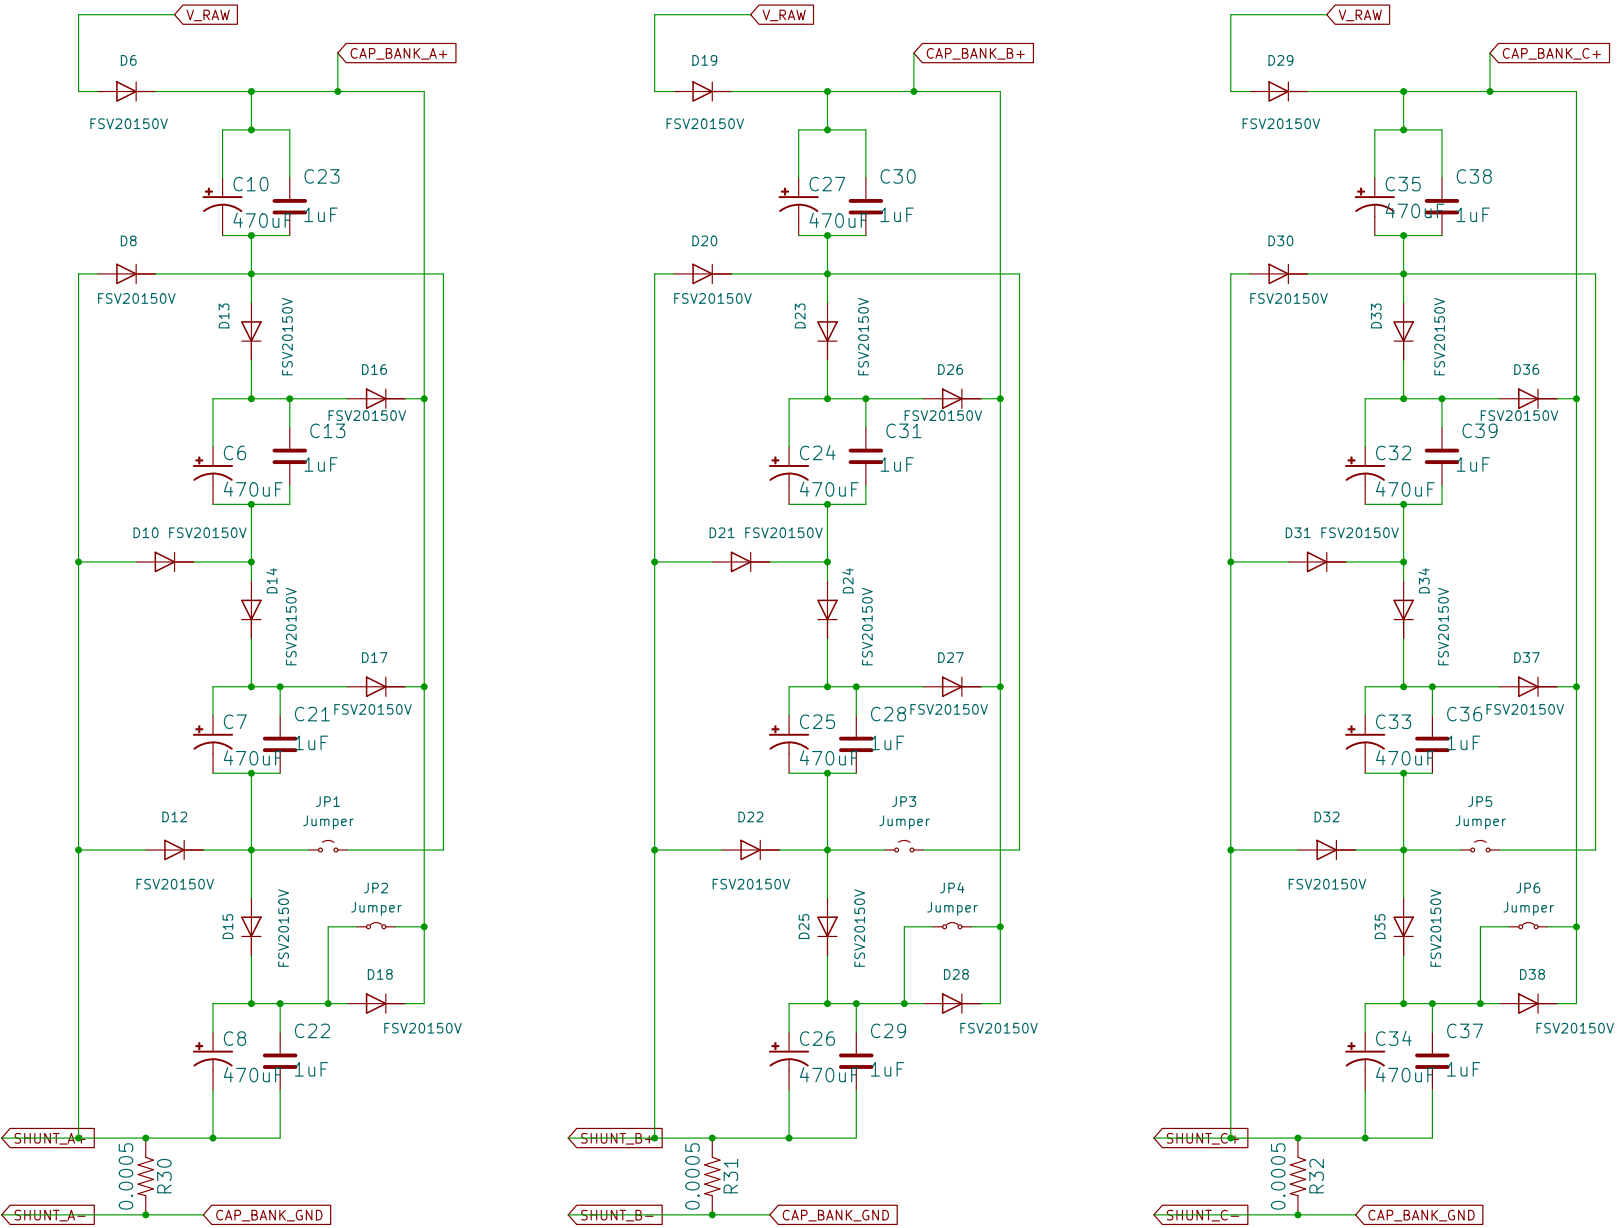 V_RAW
CAP_BANK_A+
D6
FSV20150V
C10
470uF
C23
1uF
D8
FSV20150V
D13
FSV20150V
D16
FSV20150V
C13
1uF
C6
470uF
D10 FSV20150V
D14
FSV20150V
D17
FSV20150V
C7
470uF
C21
1uF
D12
FSV20150V
JP1
Jumper
JP2
Jumper
D15
FSV20150V
D18
FSV20150V
C8
470uF
C22
1uF
SHUNT_A+
0.0005
R30
SHUNT_A-
CAP_BANK_GND
V_RAW
CAP_BANK_B+
D19
FSV20150V
C27
470uF
C30
1uF
D20
FSV20150V
D23
FSV20150V
D26
FSV20150V
C31
1uF
C24
470uF
D21 FSV20150V
D24
FSV20150V
D27
FSV20150V
C25
470uF
C28
1uF
D22
FSV20150V
JP3
Jumper
JP4
Jumper
D25
FSV20150V
D28
FSV20150V
C26
470uF
C29
1uF
SHUNT_B+
0.0005
R31
SHUNT_B-
CAP_BANK_GND
V_RAW
CAP_BANK_C+
D29
FSV20150V
C35
470uF
C38
1uF
D30
FSV20150V
D33
FSV20150V
D36
FSV20150V
C39
1uF
C32
470uF
D31 FSV20150V
D34
FSV20150V
D37
FSV20150V
C33
470uF
C36
1uF
D32
FSV20150V
JP5
Jumper
JP6
Jumper
D35
FSV20150V
D38
FSV20150V
C34
470uF
C37
1uF
SHUNT_C+
0.0005
R32
SHUNT_C-
CAP_BANK_GND